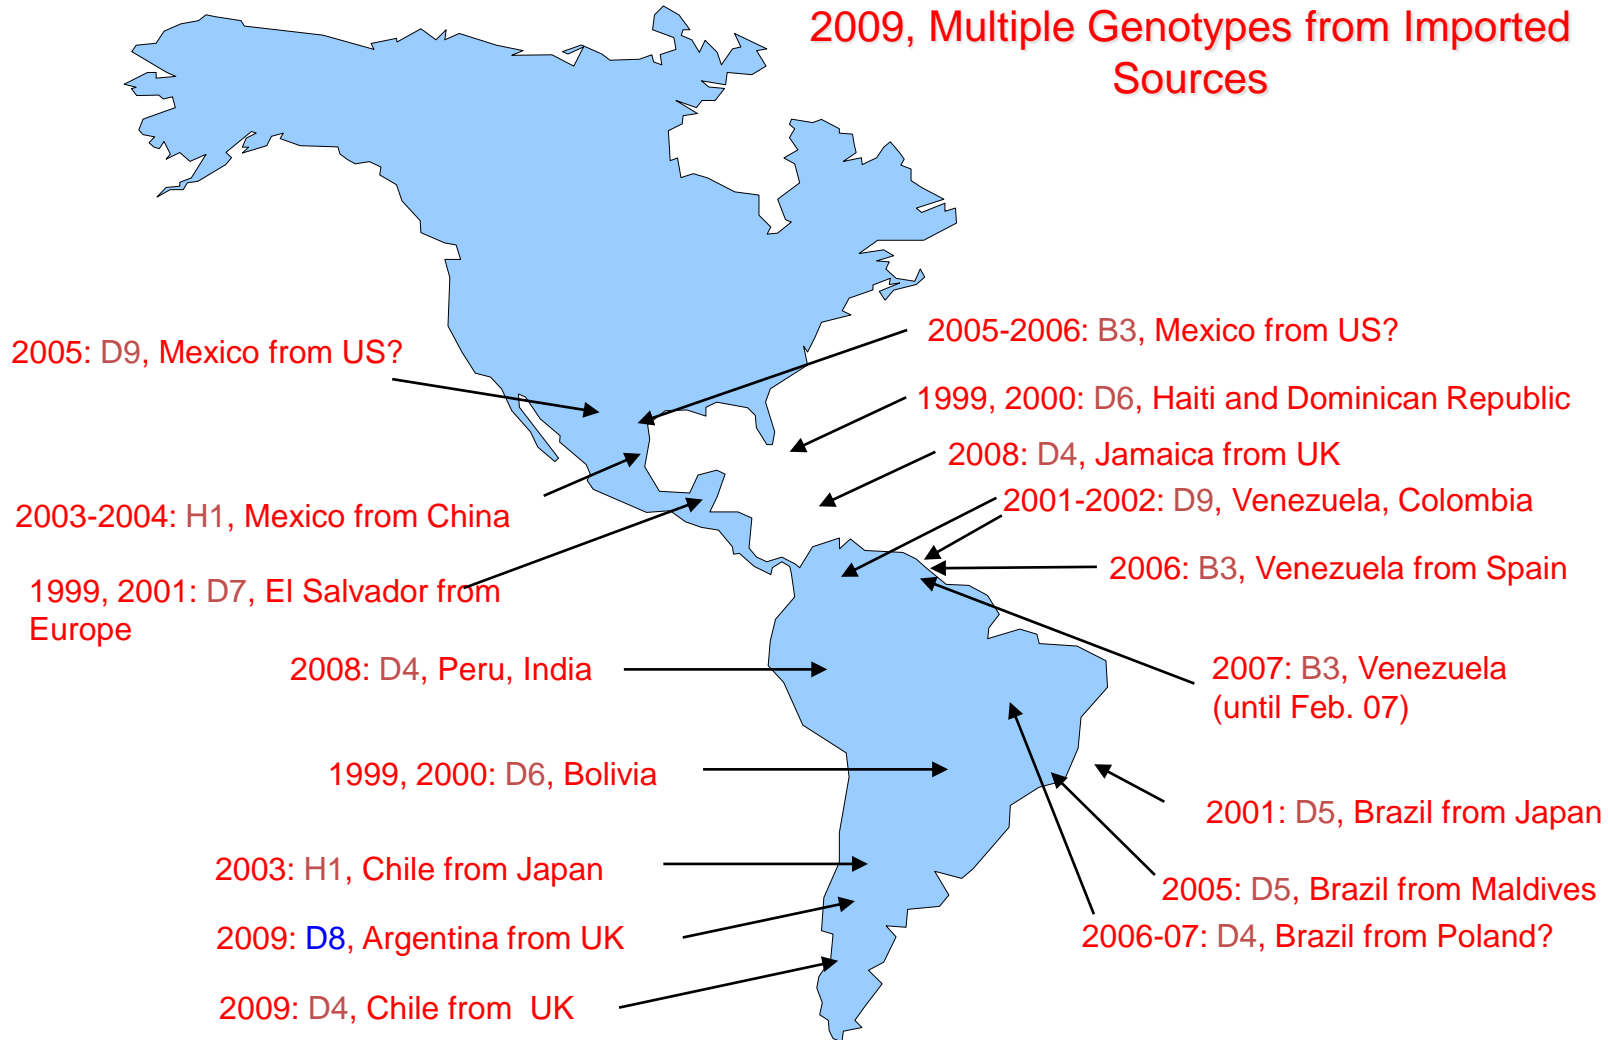 2009, Multiple Genotypes from Imported
Sources
2005: D9, Mexico from US?
2005-2006: B3, Mexico from US?
1999, 2000: D6, Haiti and Dominican Republic
2008: D4, Jamaica from UK
2001-2002: D9, Venezuela, Colombia
2003-2004: H1, Mexico from China
2006: B3, Venezuela from Spain
1999, 2001: D7, El Salvador from
Europe
2008: D4, Peru, India
2007: B3, Venezuela
(until Feb. 07)
1999, 2000: D6, Bolivia
2001: D5, Brazil from Japan
2003: H1, Chile from Japan
2005: D5, Brazil from Maldives
2009: D8, Argentina from UK
2006-07: D4, Brazil from Poland?
2009: D4, Chile from UK